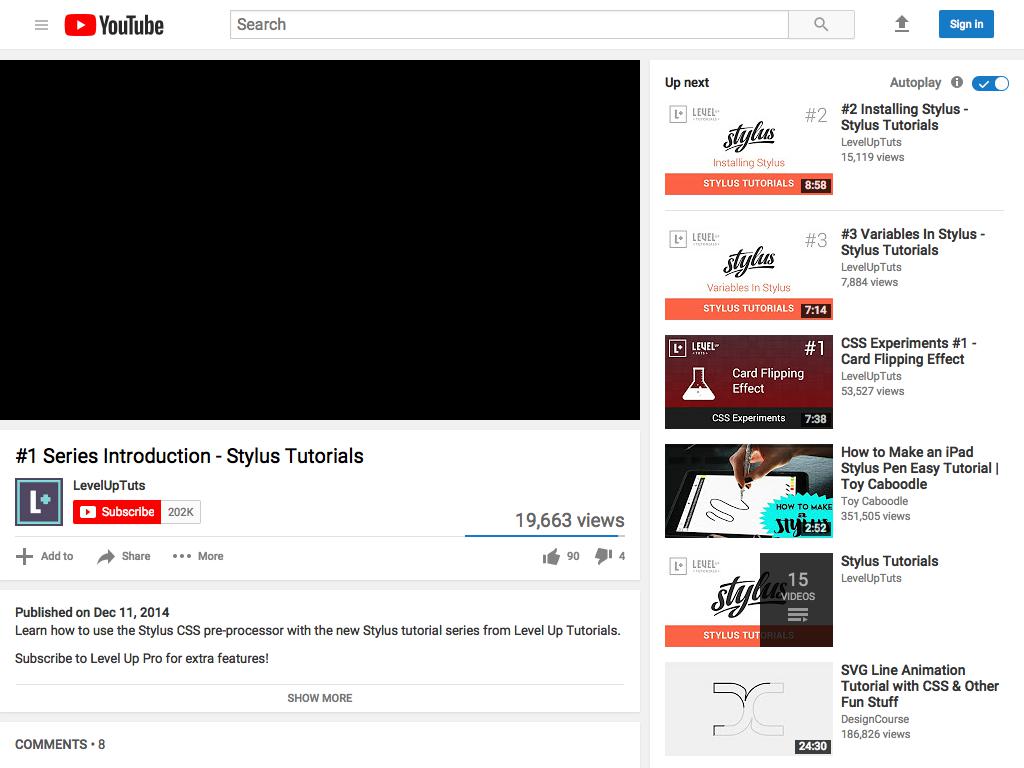 YouTube
Search
Sign in
#1 Series Introduction - Stylus Tutorials
L+
LevelUpTuts
Subscribe 202K
19,663 views
Add to
Share
More
90
4
Published on Dec 11, 2014
Learn how to use the Stylus CSS pre-processor with the new Stylus tutorial series from Level Up Tutorials.
Subscribe to Level Up Pro for extra features!
SHOW MORE
COMMENTS • 8
Up next
Autoplay
L+ LEVEL UP
TUTORIALS
#2
stylus
Installing Stylus
STYLUS TUTORIALS
8:58
#2 Installing Stylus -
Stylus Tutorials
LevelUpTuts
15,119 views
L+ LEVEL UP
TUTORIALS
#3
stylus
Variables In Stylus
STYLUS TUTORIALS
7:14
#3 Variables In Stylus -
Stylus Tutorials
LevelUpTuts
7,884 views
L+ LEVEL UP
TUTS
#1
Card Flipping
Effect
CSS Experiments
7:38
CSS Experiments #1 -
Card Flipping Effect
LevelUpTuts
53,527 views
HOW TO MAKE
a
2:52
How to Make an iPad
Stylus Pen Easy Tutorial |
Toy Caboodle
Toy Caboodle
351,505 views
L+ LEVEL UP
TUTORIALS
stylus
STYLUS TUTORIALS
15
VIDEOS
Stylus Tutorials
LevelUpTuts
24:30
SVG Line Animation
Tutorial with CSS & Other
Fun Stuff
DesignCourse
186,826 views